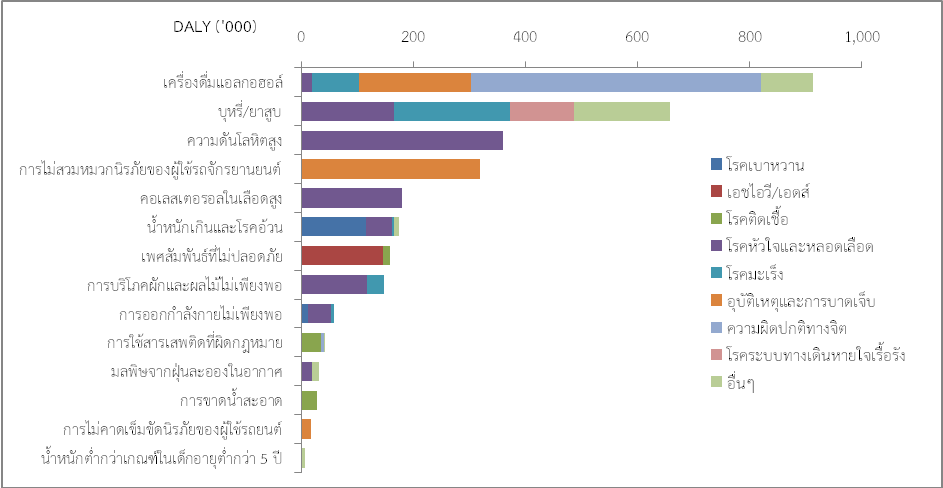 DALY ('000)
0 200 400 600 800 1,000
เครื่องดื่มแอลกอฮอล์
บุหรี่/ยาสูบ
ความดันโลหิตสูง
การไม่สวมหมวกนิรภัยของผู้ใช้รถจักรยานยนต์
คอเลสเตอรอลในเลือดสูง
น้ำหนักเกินและโรคอ้วน
เพศสัมพันธ์ที่ไม่ปลอดภัย
การบริโภคผักและผลไม้ไม่เพียงพอ
การออกกำลังกายไม่เพียงพอ
การใช้สารเสพติดที่ผิดกฎหมาย
มลพิษจากฝุ่นละอองในอากาศ
การขาดน้ำสะอาด
การไม่คาดเข็มขัดนิรภัยของผู้ใช้รถยนต์
น้ำหนักต่ำกว่าเกณฑ์ในเด็กอายุต่ำกว่า 5 ปี
โรคเบาหวาน
เอชไอวี/เอดส์
โรคติดเชื้อ
โรคหัวใจและหลอดเลือด
โรคมะเร็ง
อุบัติเหตุและการบาดเจ็บ
ความผิดปกติทางจิต
โรคระบบทางเดินหายใจเรื้อรัง
อื่นๆ